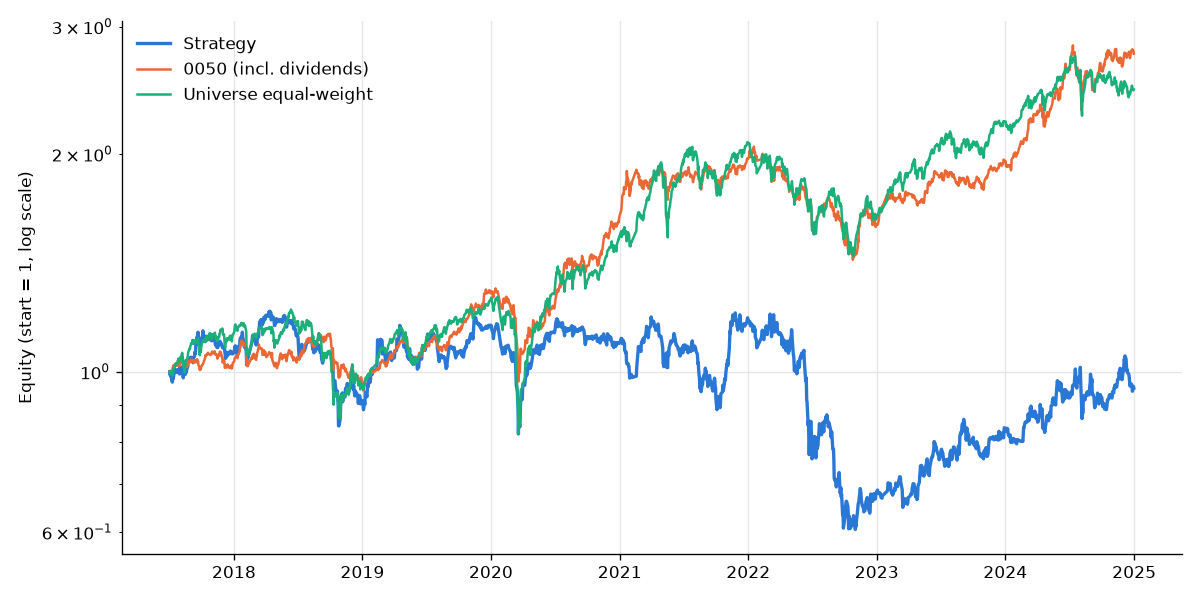 3 × 10⁰
Strategy
0050 (incl. dividends)
Universe equal-weight
2 × 10⁰
Equity (start = 1, log scale)
10⁰
6 × 10⁻¹
2018 2019 2020 2021 2022 2023 2024 2025